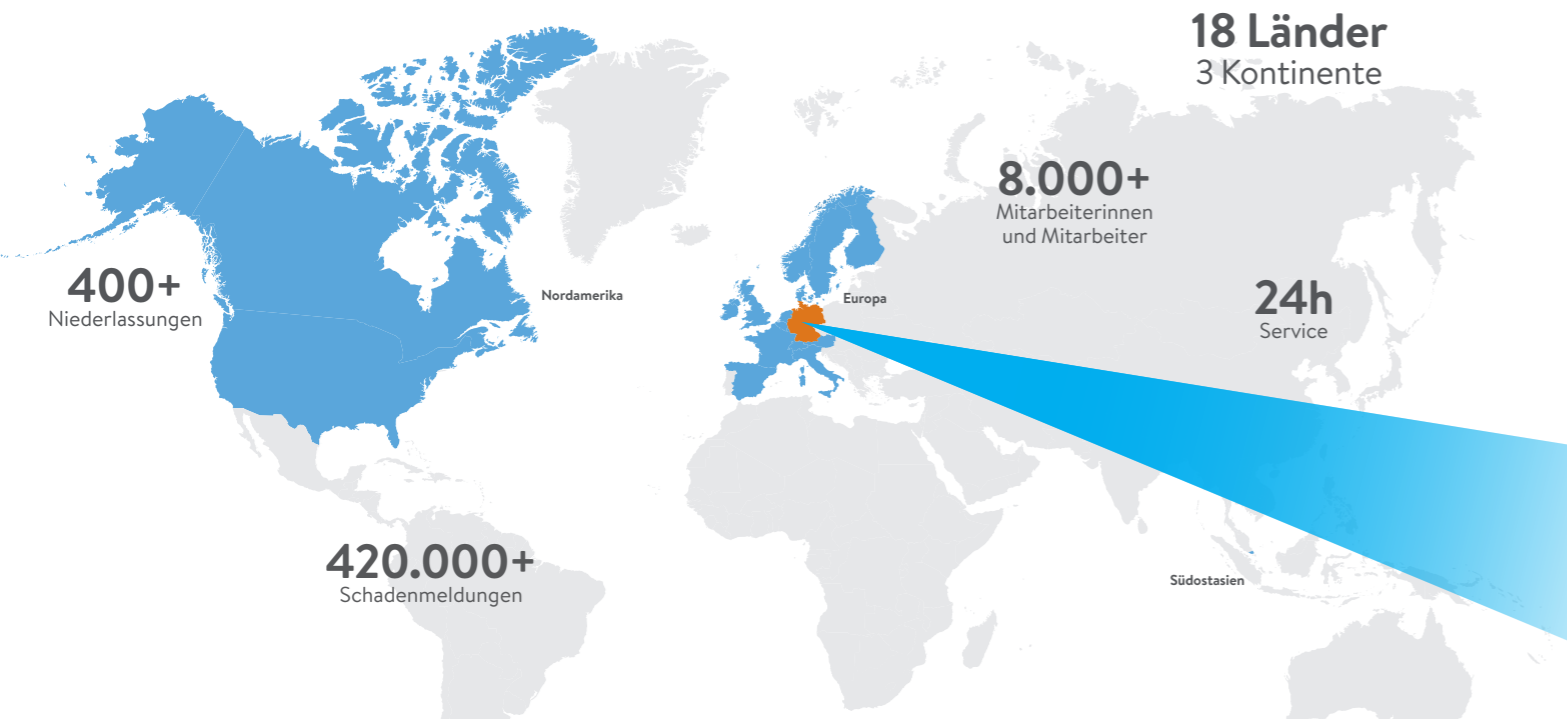 18 Länder
3 Kontinente
8.000+
Mitarbeiterinnen
und Mitarbeiter
400+
Niederlassungen
Nordamerika
Europa
24h
Service
420.000+
Schadenmeldungen
Südostasien